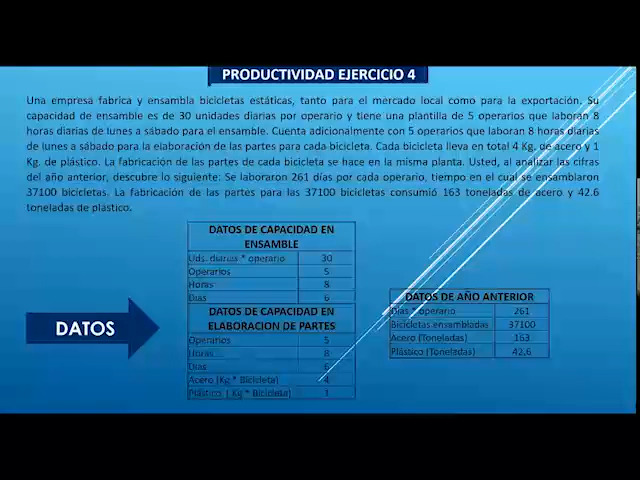 PRODUCTIVIDAD EJERCICIO 4
Una empresa fabrica y ensambla bicicletas estáticas, tanto para el mercado local como para la exportación. Su
capacidad de ensamble es de 30 unidades diarias por operario y tiene una plantilla de 5 operarios que laboran 8
horas diarias de lunes a sábado para el ensamble. Cuenta adicionalmente con 5 operarios que laboran 8 horas diarias
de lunes a sábado para la elaboración de las partes para cada bicicleta. Cada bicicleta lleva en total 4 Kg. de acero y 1
Kg. de plástico. La fabricación de las partes de cada bicicleta se hace en la misma planta. Usted, al analizar las cifras
del año anterior, descubre lo siguiente: Se laboraron 261 días por cada operario, tiempo en el cual se ensamblaron
37100 bicicletas. La fabricación de las partes para las 37100 bicicletas consumió 163 toneladas de acero y 42.6
toneladas de plástico.
DATOS DE CAPACIDAD EN
ENSAMBLE
Uds. diarias * operario 30
Operarios 5
Horas 8
Dias 6
DATOS DE CAPACIDAD EN
ELABORACION DE PARTES
Operarios 5
Horas 8
Dias 6
Acero (Kg * Bicicleta) 4
Plástico ( Kg * Bicicleta) 1
DATOS
DATOS DE AÑO ANTERIOR
Dias * operario 261
Bicicletas ensambladas 37100
Acero (Toneladas) 163
Plástico (Toneladas) 42,6